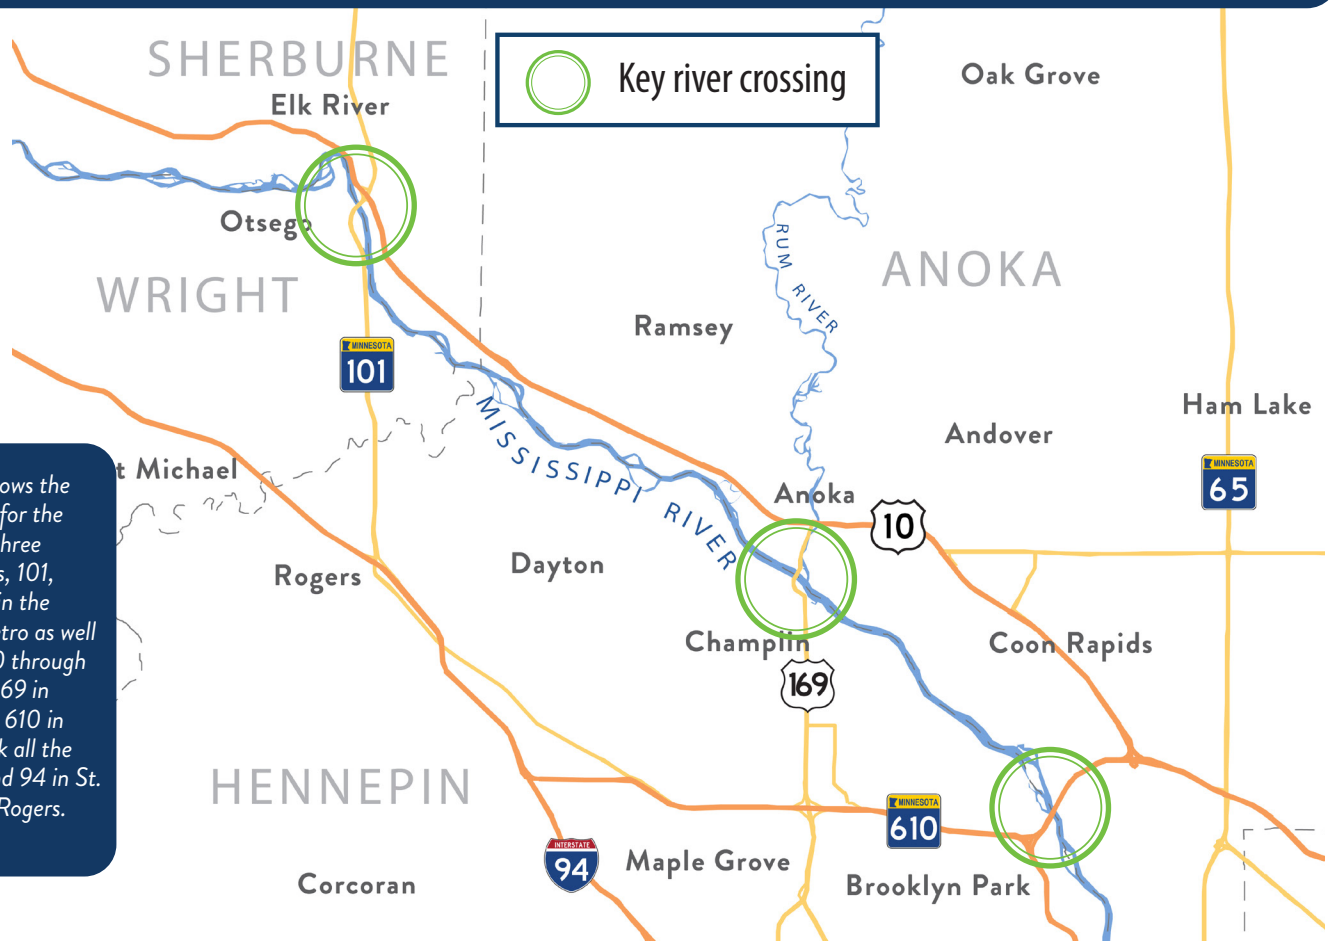 SHERBURNE
Key river crossing
Oak Grove
Elk River
Otsego
WRIGHT
RUM RIVER
ANOKA
Ramsey
MINNESOTA
101
Ham Lake
MISSISSIPPI RIVER
Andover
t Michael
MINNESOTA
65
Anoka
10
Dayton
Rogers
Champlin
Coon Rapids
169
HENNEPIN
MINNESOTA
610
INTERSTATE
94
Maple Grove
Corcoran
Brooklyn Park
ows the
for the
hree
s, 101,
in the
tro as well
0 through
69 in
610 in
k all the
d 94 in St.
Rogers.